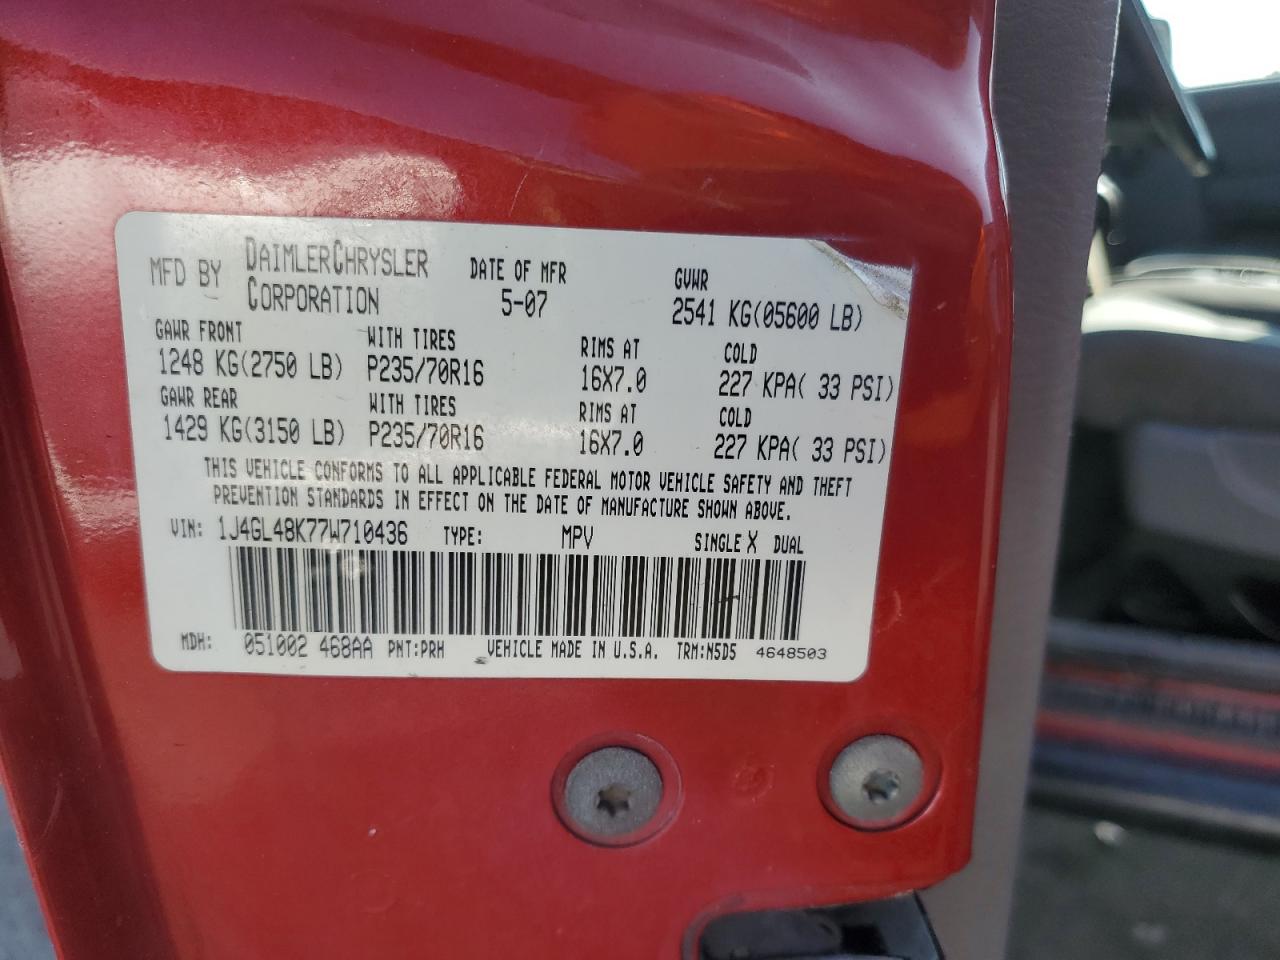 MFD BY DAIMLERCHRYSLER CORPORATION DATE OF MFR 5-07 GVWR 2541 KG(05600 LB)
GAWR FRONT WITH TIRES RIMS AT COLD
1248 KG(2750 LB) P235/70R16 16X7.0 227 KPA( 33 PSI)
GAWR REAR WITH TIRES RIMS AT COLD
1429 KG(3150 LB) P235/70R16 16X7.0 227 KPA( 33 PSI)
THIS VEHICLE CONFORMS TO ALL APPLICABLE FEDERAL MOTOR VEHICLE SAFETY AND THEFT
PREVENTION STANDARDS IN EFFECT ON THE DATE OF MANUFACTURE SHOWN ABOVE.
VIN: 1J4GL48K77W710436 TYPE: MPV SINGLE X DUAL
MDH: 051002 468AA PNT:PRH VEHICLE MADE IN U.S.A. TRM:N5D5 4648503